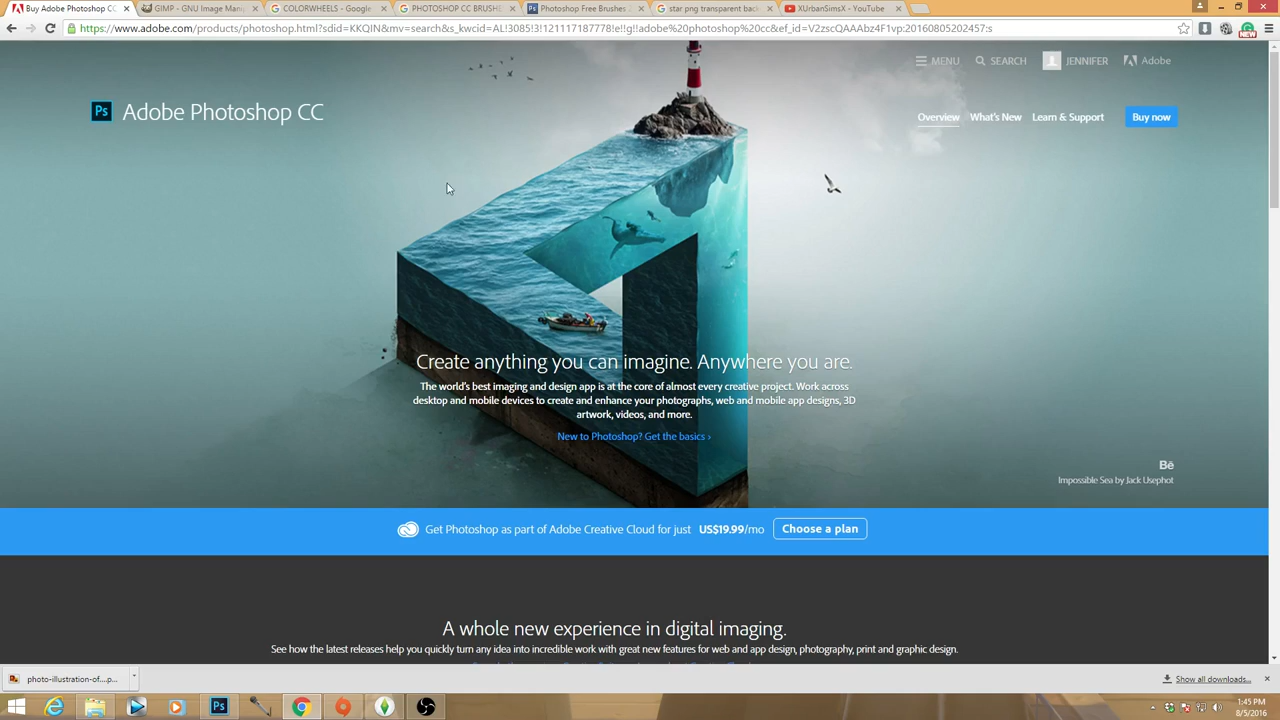 Buy Adobe Photoshop CC
GIMP - GNU Image Mani
COLORWHEELS - Google
PHOTOSHOP CC BRUSHE
Photoshop Free Brushes 2
star png transparent back
XUrbanSimsX - YouTube
https://www.adobe.com/products/photoshop.html?sdid=KKQIN&mv=search&s_kwcid=AL!3085!3!121117187778!e!!g!!adobe%20photoshop%20cc&ef_id=V2zscQAAAbz4F1vp:20160805202457:s
NEW
MENU
SEARCH
JENNIFER
Adobe
Ps
Adobe Photoshop CC
Overview
What's New
Learn & Support
Buy now
Create anything you can imagine. Anywhere you are.
The world's best imaging and design app is at the core of almost every creative project. Work across
desktop and mobile devices to create and enhance your photographs, web and mobile app designs, 3D
artwork, videos, and more.
New to Photoshop? Get the basics ›
Bē
Impossible Sea by Jack Usephot
Get Photoshop as part of Adobe Creative Cloud for just US$19.99/mo
Choose a plan
A whole new experience in digital imaging.
See how the latest releases help you quickly turn any idea into incredible work with great new features for web and app design, photography, print and graphic design.
photo-illustration-of....p...
Show all downloads...
Ps
1:45 PM
8/5/2016